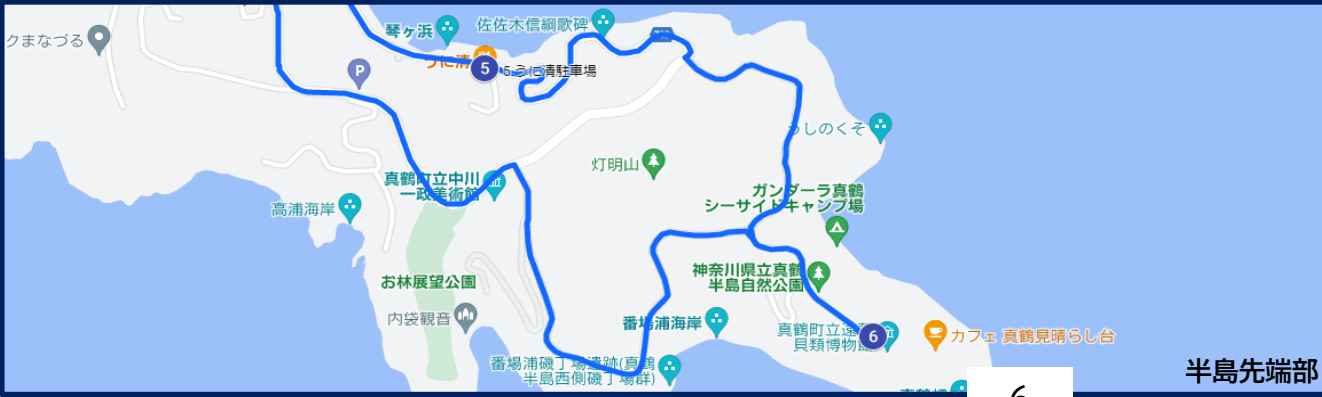 クまなづる
琴ヶ浜
佐佐木信綱歌碑
うに清
P
5
5.うに清駐車場
うしのくそ
灯明山
真鶴町立中川
一政美術館
ガンダーラ真鶴
シーサイドキャンプ場
高浦海岸
神奈川県立真鶴
半島自然公園
お林展望公園
内袋観音
番場浦海岸
真鶴町立遠藤
貝類博物館
6
カフェ 真鶴見晴らし台
番場浦磯丁場遺跡(真鶴
半島西側磯丁場群)
半島先端部
6